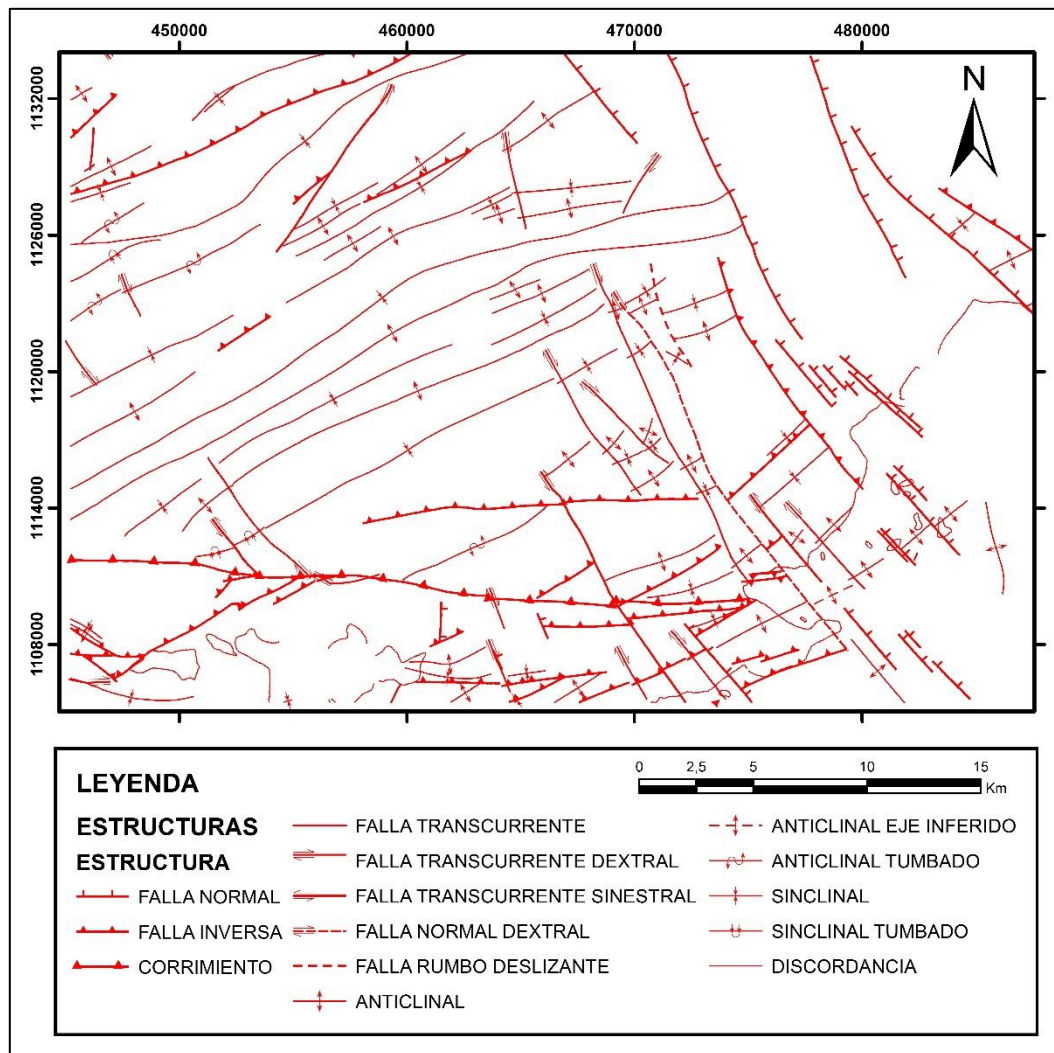 450000 460000 470000 480000
1132000
1126000
1120000
1114000
1108000
N
LEYENDA
ESTRUCTURAS
ESTRUCTURA
FALLA NORMAL
FALLA INVERSA
CORRIMIENTO
FALLA TRANSCURRENTE
FALLA TRANSCURRENTE DEXTRAL
FALLA TRANSCURRENTE SINESTRAL
FALLA NORMAL DEXTRAL
FALLA RUMBO DESLIZANTE
ANTICLINAL
0 2,5 5 10 15
Km
ANTICLINAL EJE INFERIDO
ANTICLINAL TUMBADO
SINCLINAL
SINCLINAL TUMBADO
DISCORDANCIA